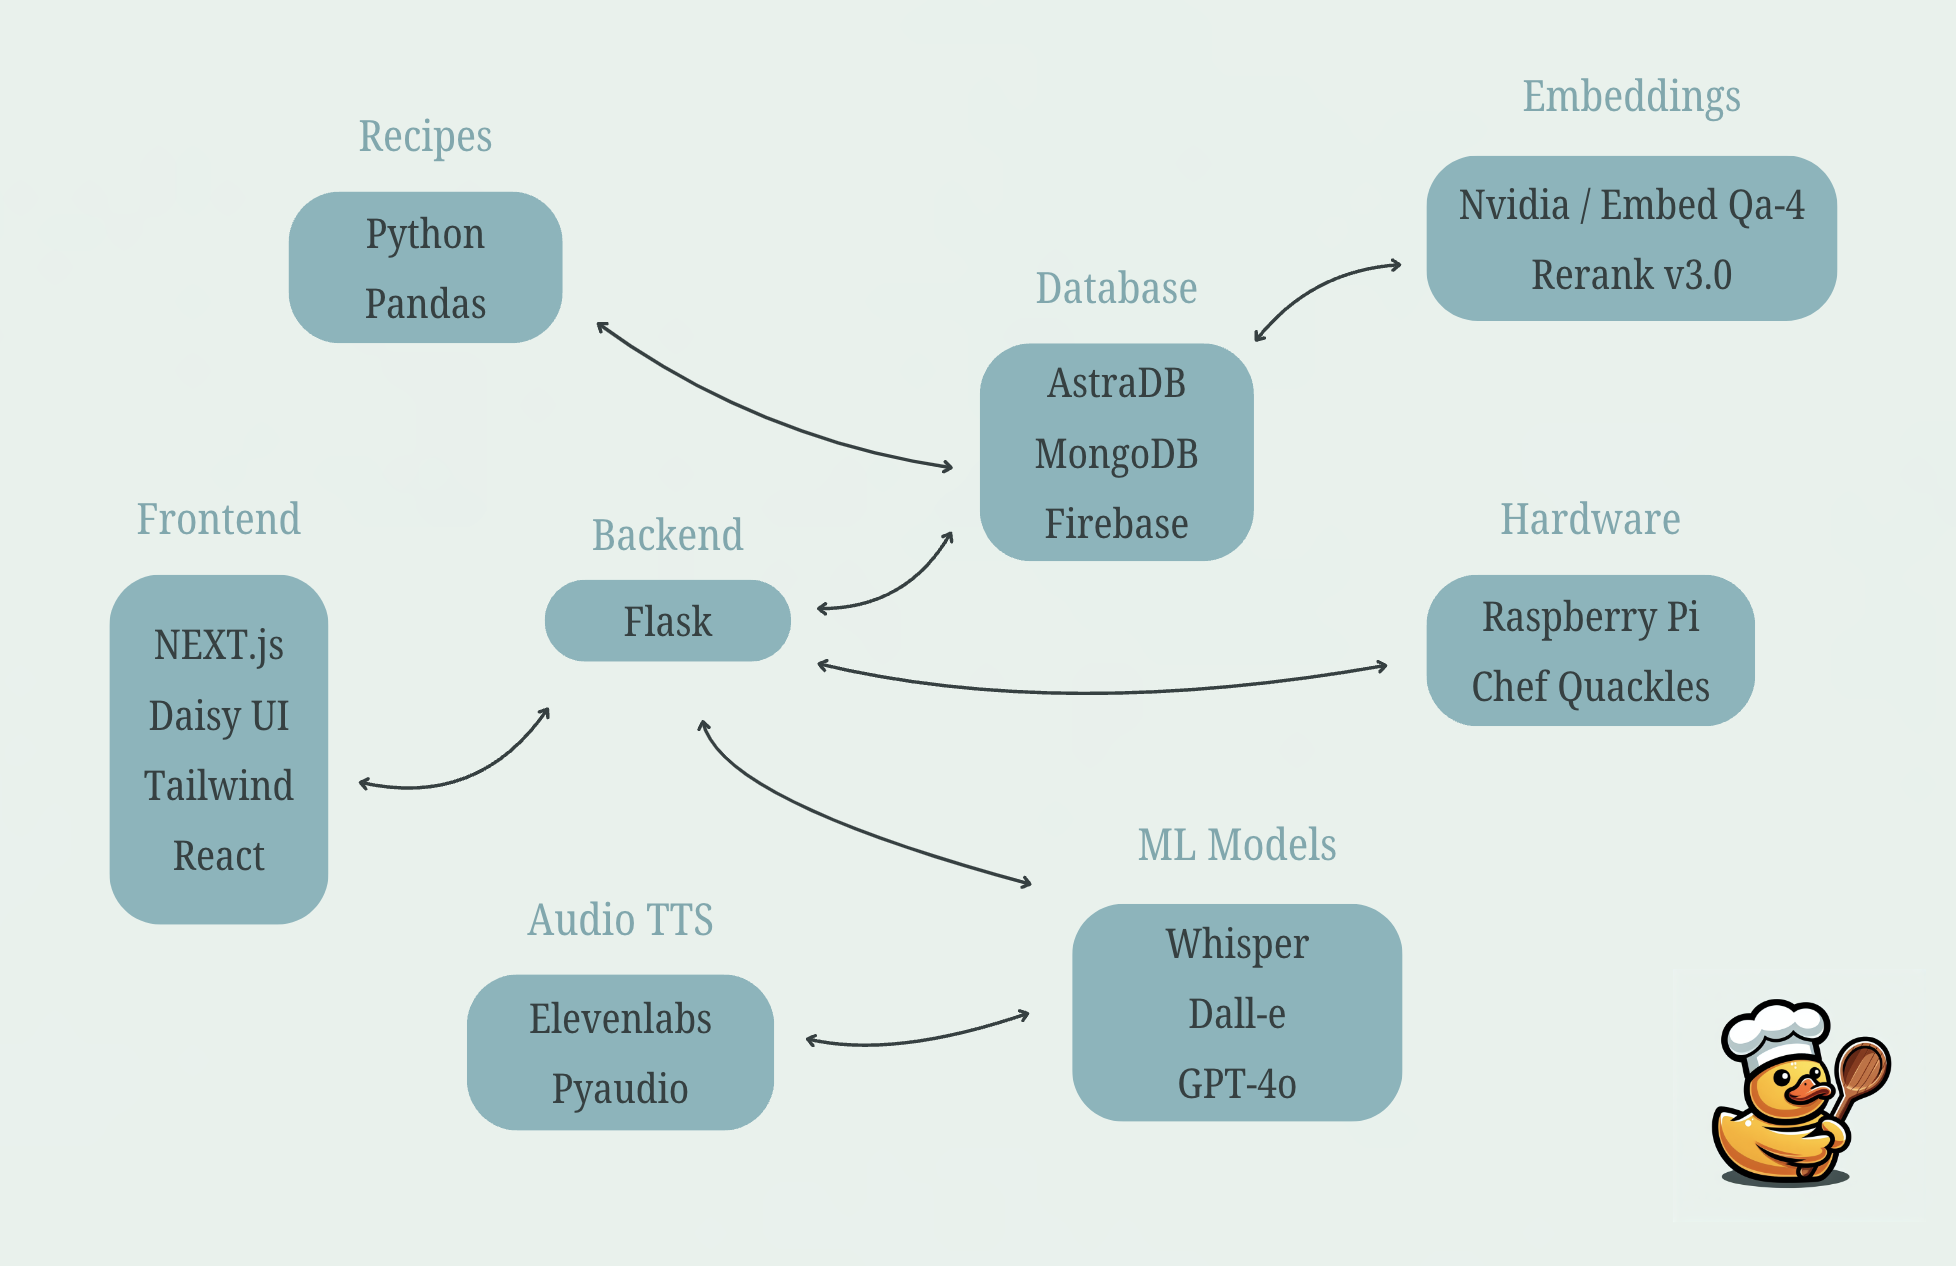 Recipes
Python
Pandas
Embeddings
Nvidia / Embed Qa-4
Rerank v3.0
Database
AstraDB
MongoDB
Firebase
Frontend
NEXT.js
Daisy UI
Tailwind
React
Backend
Flask
Hardware
Raspberry Pi
Chef Quackles
ML Models
Whisper
Dall-e
GPT-4o
Audio TTS
Elevenlabs
Pyaudio